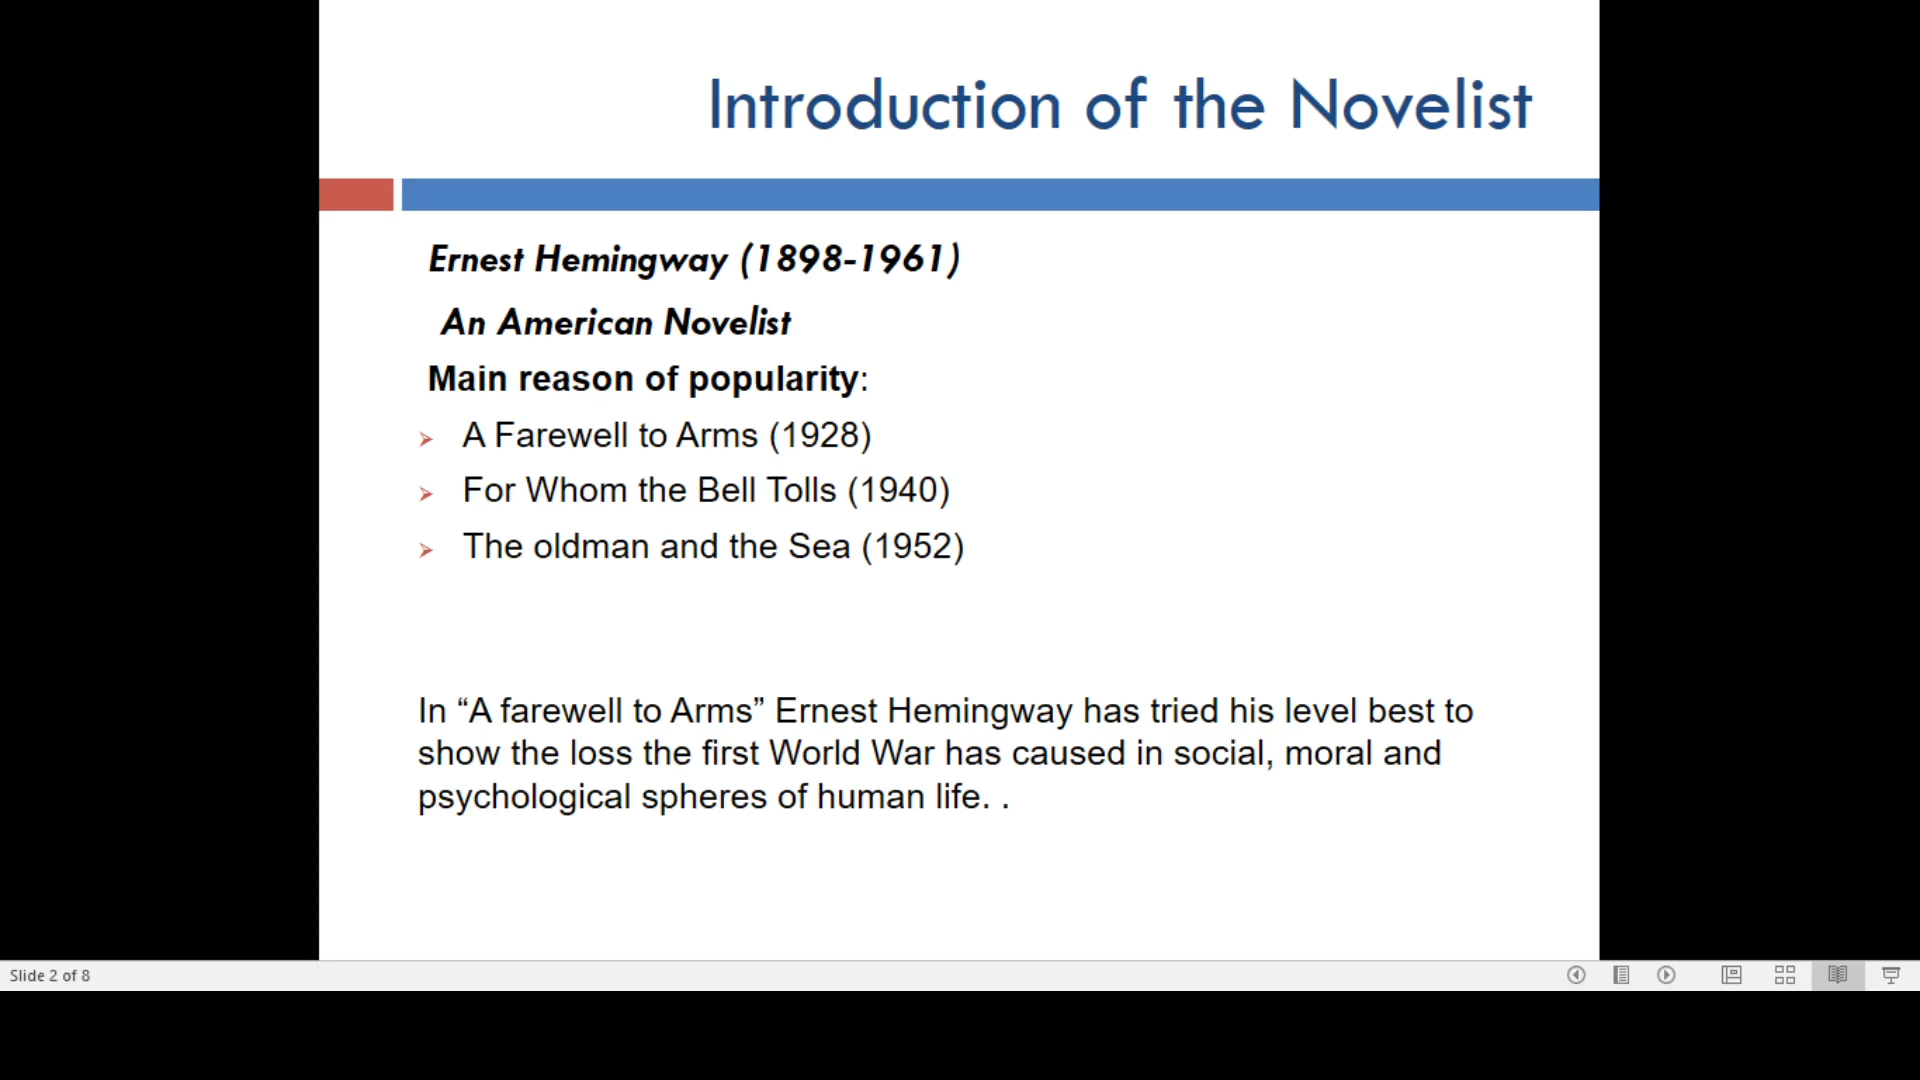 Introduction of the Novelist
Ernest Hemingway (1898-1961)
An American Novelist
Main reason of popularity:
A Farewell to Arms (1928)
For Whom the Bell Tolls (1940)
The oldman and the Sea (1952)
In “A farewell to Arms” Ernest Hemingway has tried his level best to
show the loss the first World War has caused in social, moral and
psychological spheres of human life. .
Slide 2 of 8